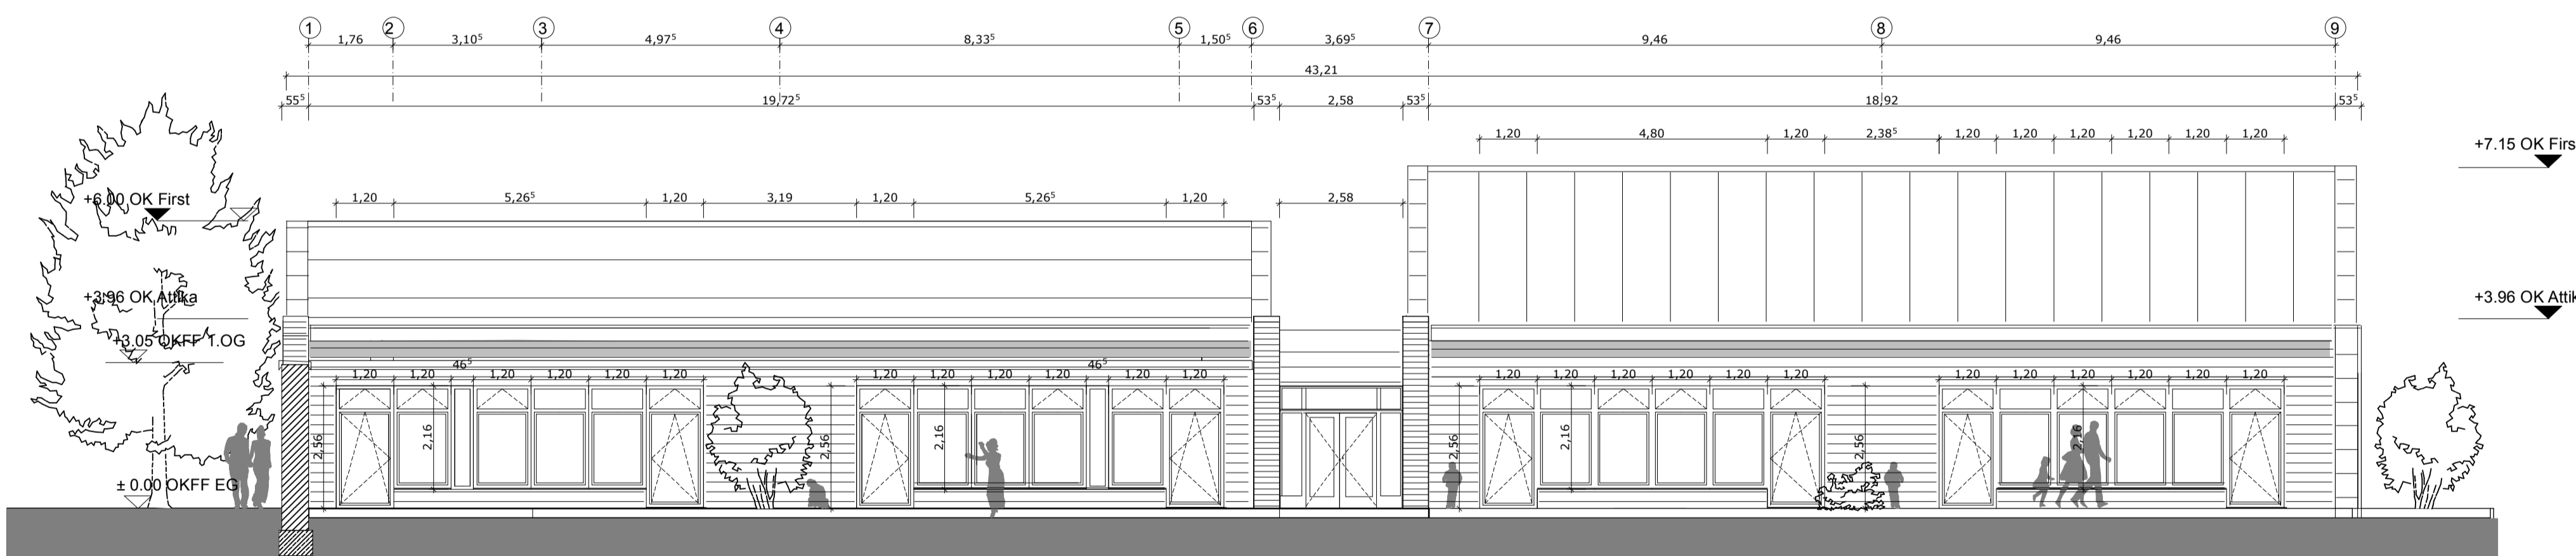 1 2 3 4 5 6 7 8 9
1,76 3,10⁵ 4,97⁵ 8,33⁵ 1,50⁵ 3,69⁵ 9,46 9,46
43,21
55⁵ 19,72⁵ 53⁵ 2,58 53⁵ 18,92 53⁵
1,20 4,80 1,20 2,38⁵ 1,20 1,20 1,20 1,20 1,20 1,20
+7.15 OK Firs
+6.00 OK First
1,20 5,26⁵ 1,20 3,19 1,20 5,26⁵ 1,20 2,58
+3.96 OK Attika
+3.96 OK Attik
+3.05 OKFF 1.OG
46⁵ 46⁵
1,20 1,20 1,20 1,20 1,20 1,20 1,20 1,20 1,20 1,20 1,20 1,20 1,20 1,20 1,20 1,20 1,20 1,20 1,20 1,20 1,20 1,20 1,20 1,20
2,56 2,16 2,56 2,16 2,56 2,16 2,56 2,16
± 0.00 OKFF EG